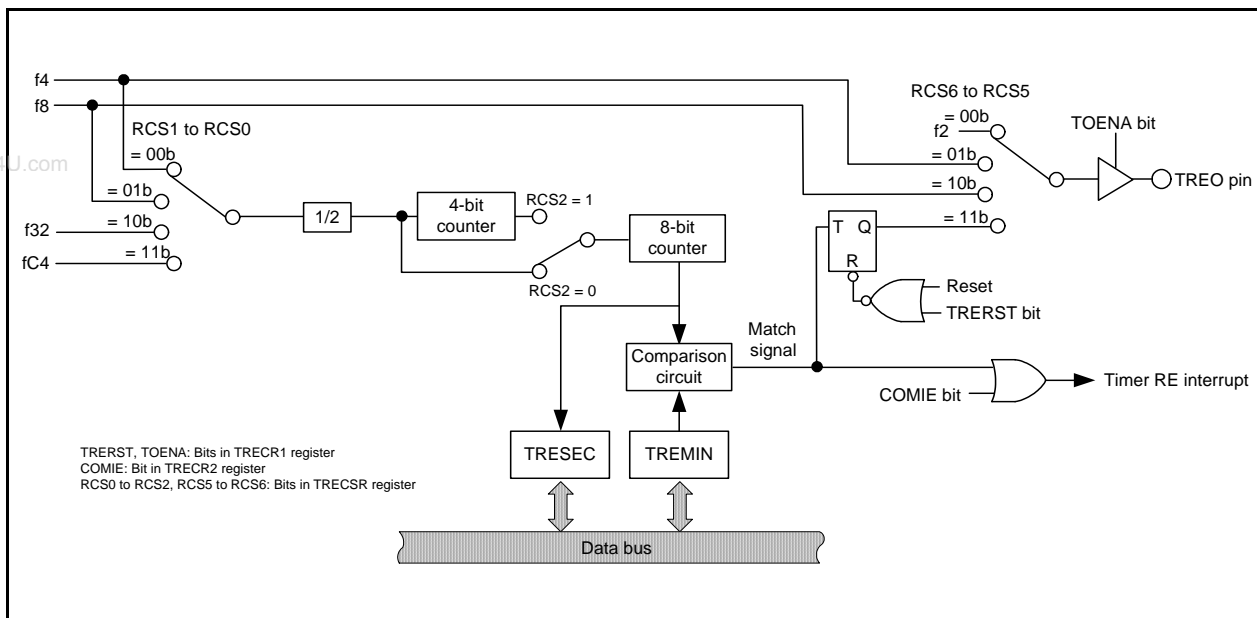 f4
f8
RCS1 to RCS0
= 00b
= 01b
f32
= 10b
fC4
= 11b
4U.com
1/2
4-bit
counter
RCS2 = 1
RCS2 = 0
8-bit
counter
Comparison
circuit
Match
signal
TRESEC
TREMIN
Data bus
RCS6 to RCS5
= 00b
f2
= 01b
= 10b
= 11b
TOENA bit
TREO pin
T Q
R
Reset
TRERST bit
COMIE bit
Timer RE interrupt
TRERST, TOENA: Bits in TRECR1 register
COMIE: Bit in TRECR2 register
RCS0 to RCS2, RCS5 to RCS6: Bits in TRECSR register